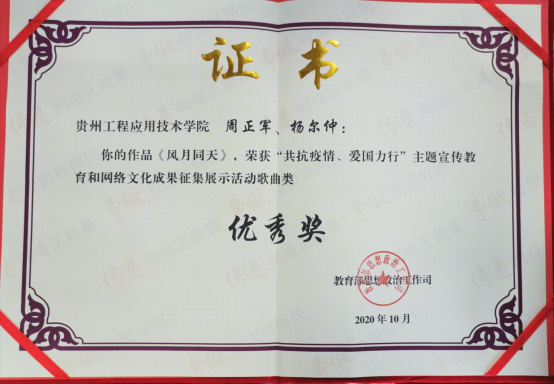 证书
贵州工程应用技术学院 周正军、杨尔仲：
你的作品《风月同天》，荣获“共抗疫情、爱国力行”主题宣传教
育和网络文化成果征集展示活动歌曲类
优秀奖
教育部思想政治工作司
2020年10月